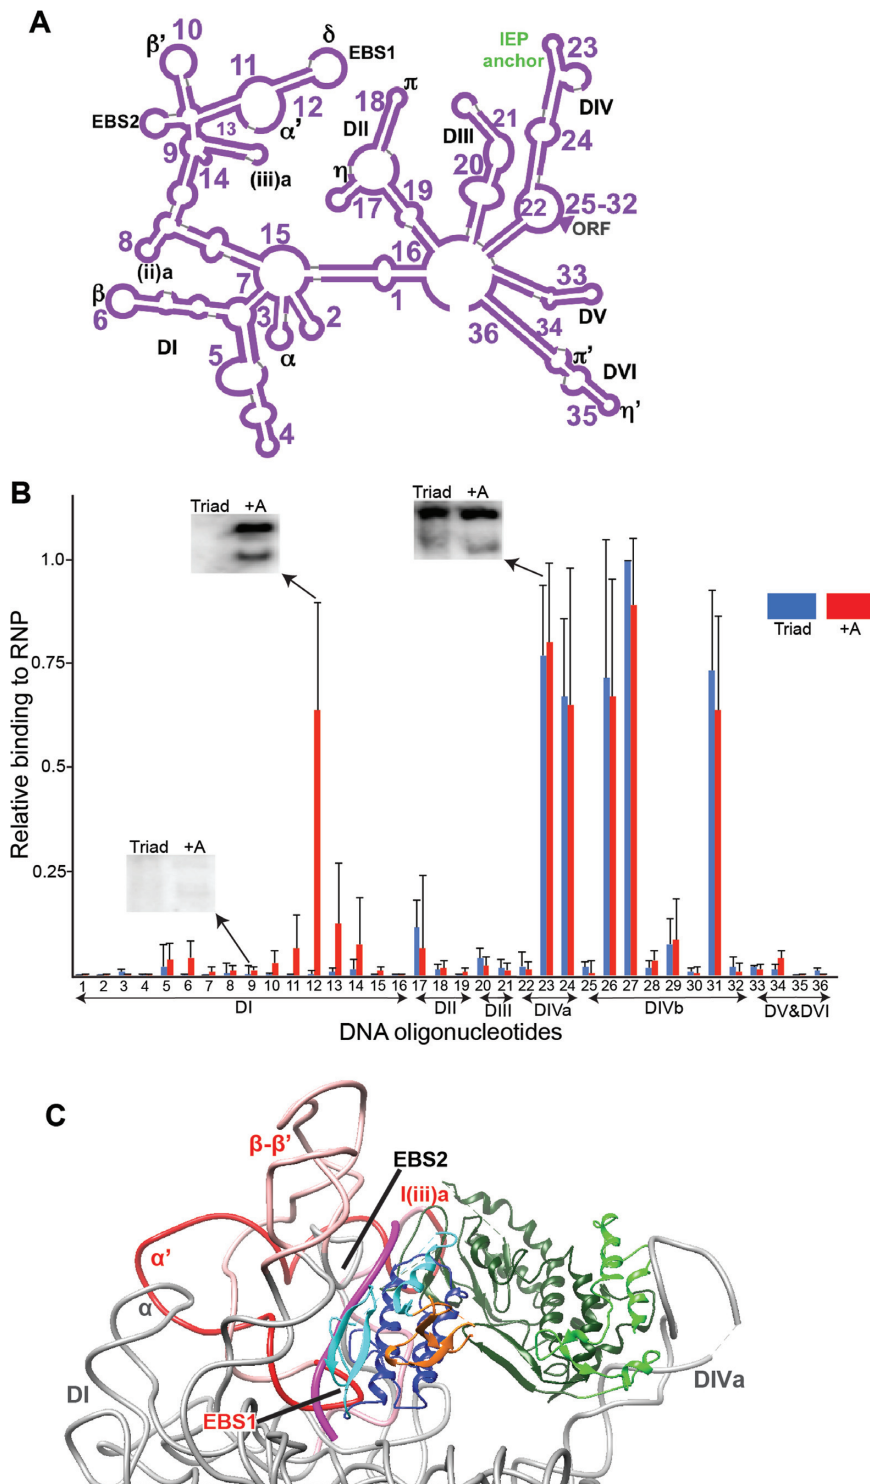 A
10
β’
δ
EBS1
11
IEP
anchor
23
18
π
12
EBS2
13
α’
DII
DIII
21
DIV
9
14
(iii)a
η
20
24
17
19
22
25-32
ORF
8
(ii)a
15
16
33
β
7
6
3
2
1
DV
DI
α
36
34
π’
5
DVI
35
η’
4
B
Triad +A
Triad +A
1.0
Triad +A
0.75
0.5
Triad +A
0.25
Relative binding to RNP
1 2 3 4 5 6 7 8 9 10 11 12 13 14 15 16 17 18 19 20 21 22 23 24 25 26 27 28 29 30 31 32 33 34 35 36
DI DII DIII DIVa DIVb DV&DVI
DNA oligonucleotides
C
β-β’
EBS2
I(iii)a
α’
α
DI
DIVa
EBS1